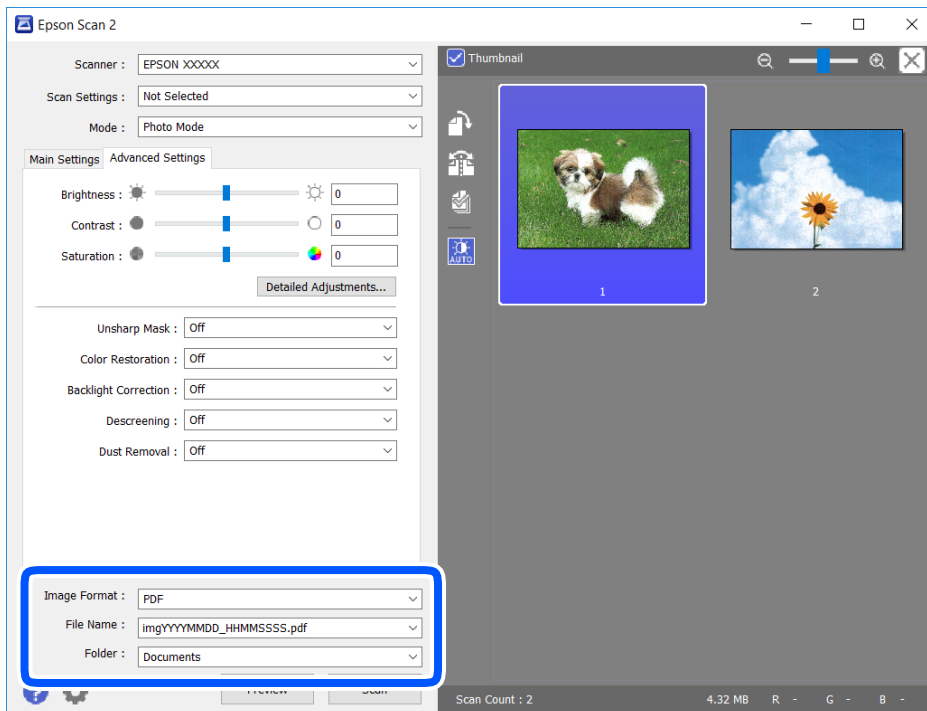 Epson Scan 2
Scanner : EPSON XXXXX
Scan Settings : Not Selected
Mode : Photo Mode
Main Settings Advanced Settings
Brightness : 0
Contrast : 0
Saturation : 0
Detailed Adjustments...
Unsharp Mask : Off
Color Restoration : Off
Backlight Correction : Off
Descreening : Off
Dust Removal : Off
Image Format : PDF
File Name : imgYYYYMMDD_HHMMSSSS.pdf
Folder : Documents
Preview Scan
Thumbnail
AUTO
1 2
Scan Count : 2 4.32 MB R - G - B -